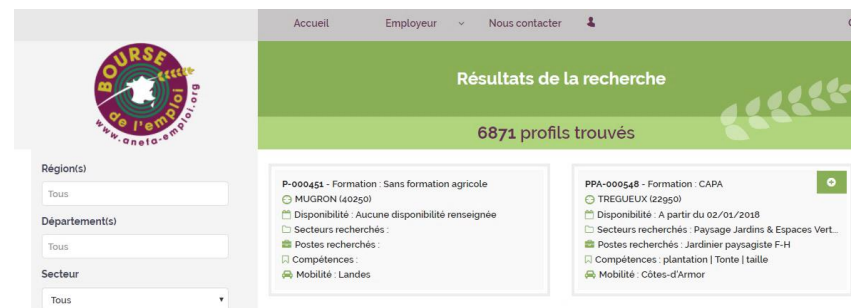 Accueil
Employeur
Nous contacter
BOURSE
de l'emploi
www.anefa-emploi.org
Résultats de la recherche
6871 profils trouvés
Région(s)
Tous
Département(s)
Tous
Secteur
Tous
P-000451 - Formation : Sans formation agricole
MUGRON (40250)
Disponibilité : Aucune disponibilité renseignée
Secteurs recherchés :
Postes recherchés :
Compétences :
Mobilité : Landes
PPA-000548 - Formation : CAPA
TREGUEUX (22950)
Disponibilité : A partir du 02/01/2018
Secteurs recherchés : Paysage Jardins & Espaces Vert...
Postes recherchés : Jardinier paysagiste F-H
Compétences : plantation | Tonte | taille
Mobilité : Côtes-d'Armor